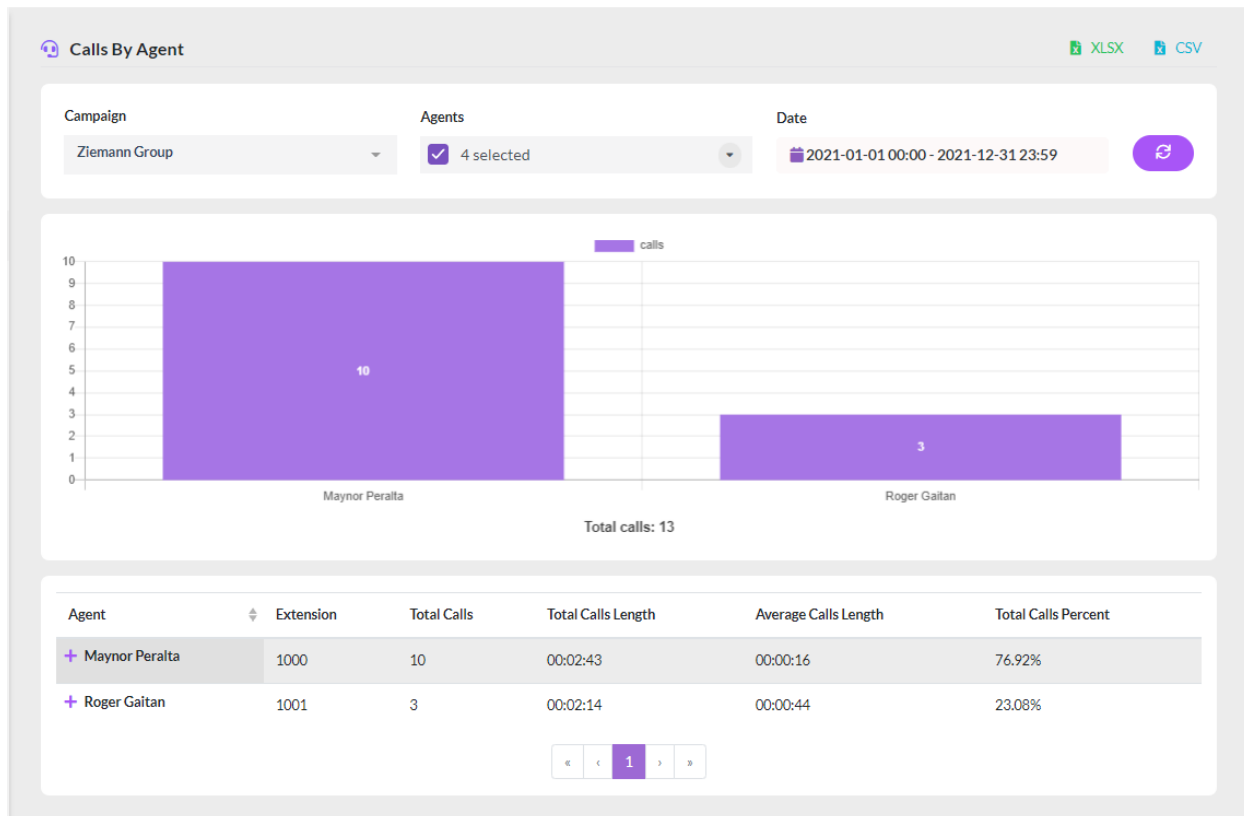 Calls By Agent
XLSX CSV
Campaign Agents Date
Ziemann Group 4 selected 2021-01-01 00:00 - 2021-12-31 23:59
calls
10
9
8
7
6
5
4
3
2
1
0
10
3
Maynor Peralta Roger Gaitan
Total calls: 13
Agent Extension Total Calls Total Calls Length Average Calls Length Total Calls Percent
+ Maynor Peralta 1000 10 00:02:43 00:00:16 76.92%
+ Roger Gaitan 1001 3 00:02:14 00:00:44 23.08%
« ‹ 1 › »